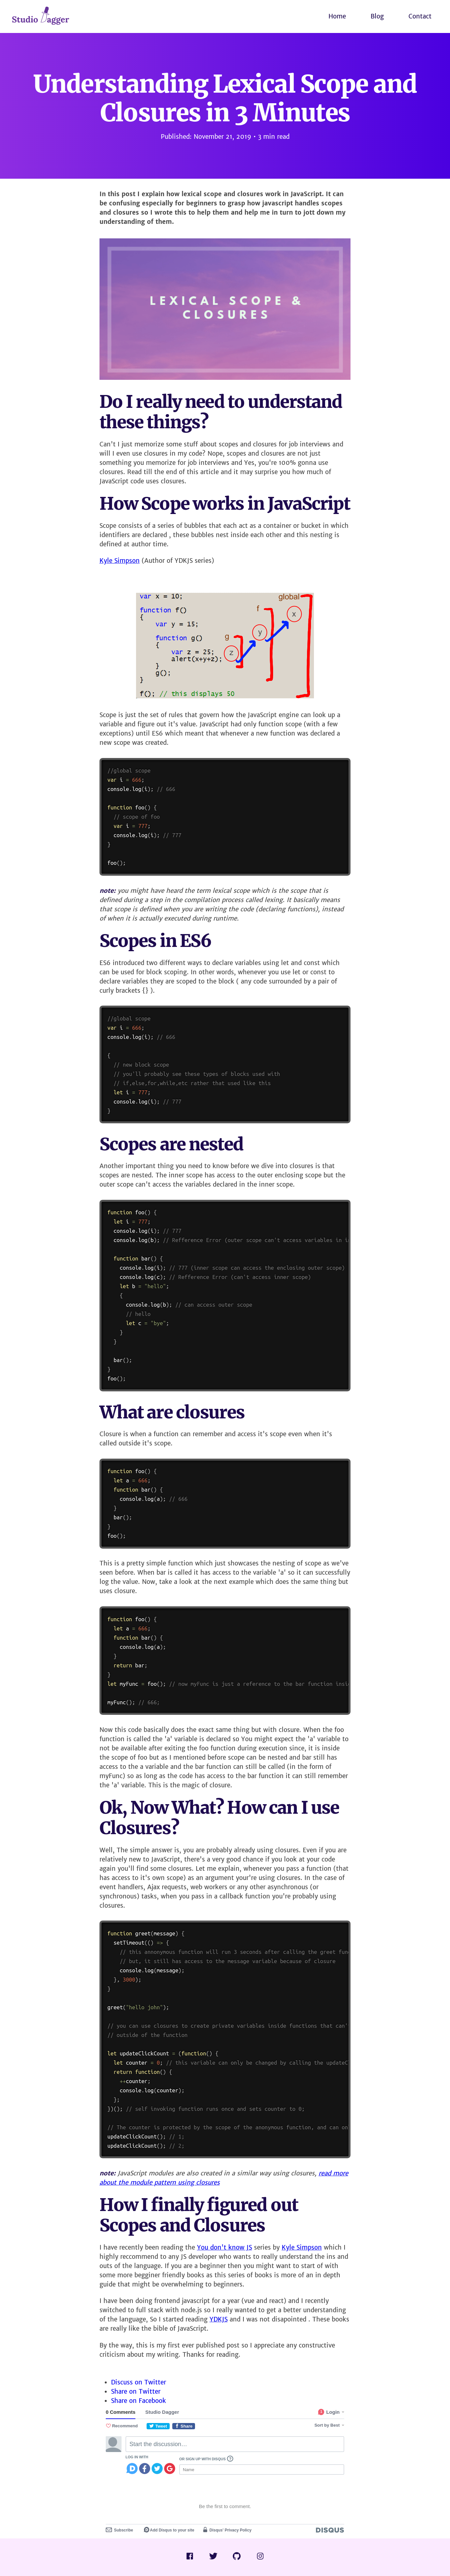 Studio Dagger
Home Blog Contact
Understanding Lexical Scope and
Closures in 3 Minutes
Published: November 21, 2019 • 3 min read
In this post I explain how lexical scope and closures work in JavaScript. It can
be confusing especially for beginners to grasp how javascript handles scopes
and closures so I wrote this to help them and help me in turn to jott down my
understanding of them.
LEXICAL SCOPE &
CLOSURES
Do I really need to understand
these things?
Can't I just memorize some stuff about scopes and closures for job interviews and
will I even use closures in my code? Nope, scopes and closures are not just
something you memorize for job interviews and Yes, you're 100% gonna use
closures. Read till the end of this article and it may surprise you how much of
JavaScript code uses closures.
How Scope works in JavaScript
Scope consists of a series of bubbles that each act as a container or bucket in which
identifiers are declared , these bubbles nest inside each other and this nesting is
defined at author time.
Kyle Simpson (Author of YDKJS series)
var x = 10;
global
function f()
{
var y = 15;
function g()
{
var z = 25;
alert(x+y+z);
}
g();
}
f(); // this displays 50
f
x
y
g
z
Scope is just the set of rules that govern how the JavaScript engine can look up a
variable and figure out it's value. JavaScript had only function scope (with a few
exceptions) until ES6 which meant that whenever a new function was declared a
new scope was created.
//global scope
var i = 666;
console.log(i); // 666
function foo() {
// scope of foo
var i = 777;
console.log(i); // 777
}
foo();
note: you might have heard the term lexical scope which is the scope that is
defined during a step in the compilation process called lexing. It basically means
that scope is defined when you are writing the code (declaring functions), instead
of when it is actually executed during runtime.
Scopes in ES6
ES6 introduced two different ways to declare variables using let and const which
can be used for block scoping. In other words, whenever you use let or const to
declare variables they are scoped to the block ( any code surrounded by a pair of
curly brackets {} ).
//global scope
var i = 666;
console.log(i); // 666
{
// new block scope
// you'll probably see these types of blocks used with
// if,else,for,while,etc rather that used like this
let i = 777;
console.log(i); // 777
}
Scopes are nested
Another important thing you need to know before we dive into closures is that
scopes are nested. The inner scope has access to the outer enclosing scope but the
outer scope can't access the variables declared in the inner scope.
function foo() {
let i = 777;
console.log(i); // 777
console.log(b); // Refference Error (outer scope can't access variables in i
function bar() {
console.log(i); // 777 (inner scope can access the enclosing outer scope)
console.log(c); // Refference Error (can't access inner scope)
let b = "hello";
{
console.log(b); // can access outer scope
// hello
let c = "bye";
}
}
bar();
}
foo();
What are closures
Closure is when a function can remember and access it's scope even when it's
called outside it's scope.
function foo() {
let a = 666;
function bar() {
console.log(a); // 666
}
bar();
}
foo();
This is a pretty simple function which just showcases the nesting of scope as we've
seen before. When bar is called it has access to the variable 'a' so it can successfully
log the value. Now, take a look at the next example which does the same thing but
uses closure.
function foo() {
let a = 666;
function bar() {
console.log(a);
}
return bar;
}
let myFunc = foo(); // now myFunc is just a reference to the bar function insi
myFunc(); // 666;
Now this code basically does the exact same thing but with closure. When the foo
function is called the 'a' variable is declared so You might expect the 'a' variable to
not be available after exiting the foo function during execution since, it is inside
the scope of foo but as I mentioned before scope can be nested and bar still has
access to the a variable and the bar function can still be called (in the form of
myFunc) so as long as the code has access to the bar function it can still remember
the 'a' variable. This is the magic of closure.
Ok, Now What? How can I use
Closures?
Well, The simple answer is, you are probably already using closures. Even if you are
relatively new to JavaScript, there's a very good chance if you look at your code
again you'll find some closures. Let me explain, whenever you pass a function (that
has access to it's own scope) as an argument your're using closures. In the case of
event handlers, Ajax requests, web workers or any other asynchronous (or
synchronous) tasks, when you pass in a callback function you're probably using
closures.
function greet(message) {
setTimeout(() => {
// this annonymous function will run 3 seconds after calling the greet fun
// but, it still has access to the message variable because of closure
console.log(message);
}, 3000);
}
greet("hello john");
// you can use cloxures to create private variables inside functions that can'
// outside of the function
let updateClickCount = (function() {
let counter = 0; // this variable can only be changed by calling the updateC
return function() {
++counter;
console.log(counter);
};
})(); // self invoking function runs once and sets counter to 0;
// The counter is protected by the scope of the anonymous function, and can on
updateClickCount(); // 1;
updateClickCount(); // 2;
note: JavaScript modules are also created in a similar way using closures, read more
about the module pattern using closures
How I finally figured out
Scopes and Closures
I have recently been reading the You don't know JS series by Kyle Simpson which I
highly recommend to any JS developer who wants to really understand the ins and
outs of the language. If you are a beginner then you might want to start of with
some more begginer friendly books as this series of books is more of an in depth
guide that might be overwhelming to beginners.
I have been doing frontend javascript for a year (vue and react) and I recently
switched to full stack with node.js so I really wanted to get a better understanding
of the language, So I started reading YDKJS and I was not disapointed . These books
are really like the bible of JavaScript.
By the way, this is my first ever published post so I appreciate any constructive
criticism about my writing. Thanks for reading.
• Discuss on Twitter
• Share on Twitter
• Share on Facebook
0 Comments Studio Dagger Login
Recommend Tweet Share Sort by Best
Start the discussion...
LOG IN WITH
OR SIGN UP WITH DISQUS ?
Name
Be the first to comment.
Subscribe Add Disqus to your site Disqus' Privacy Policy DISQUS